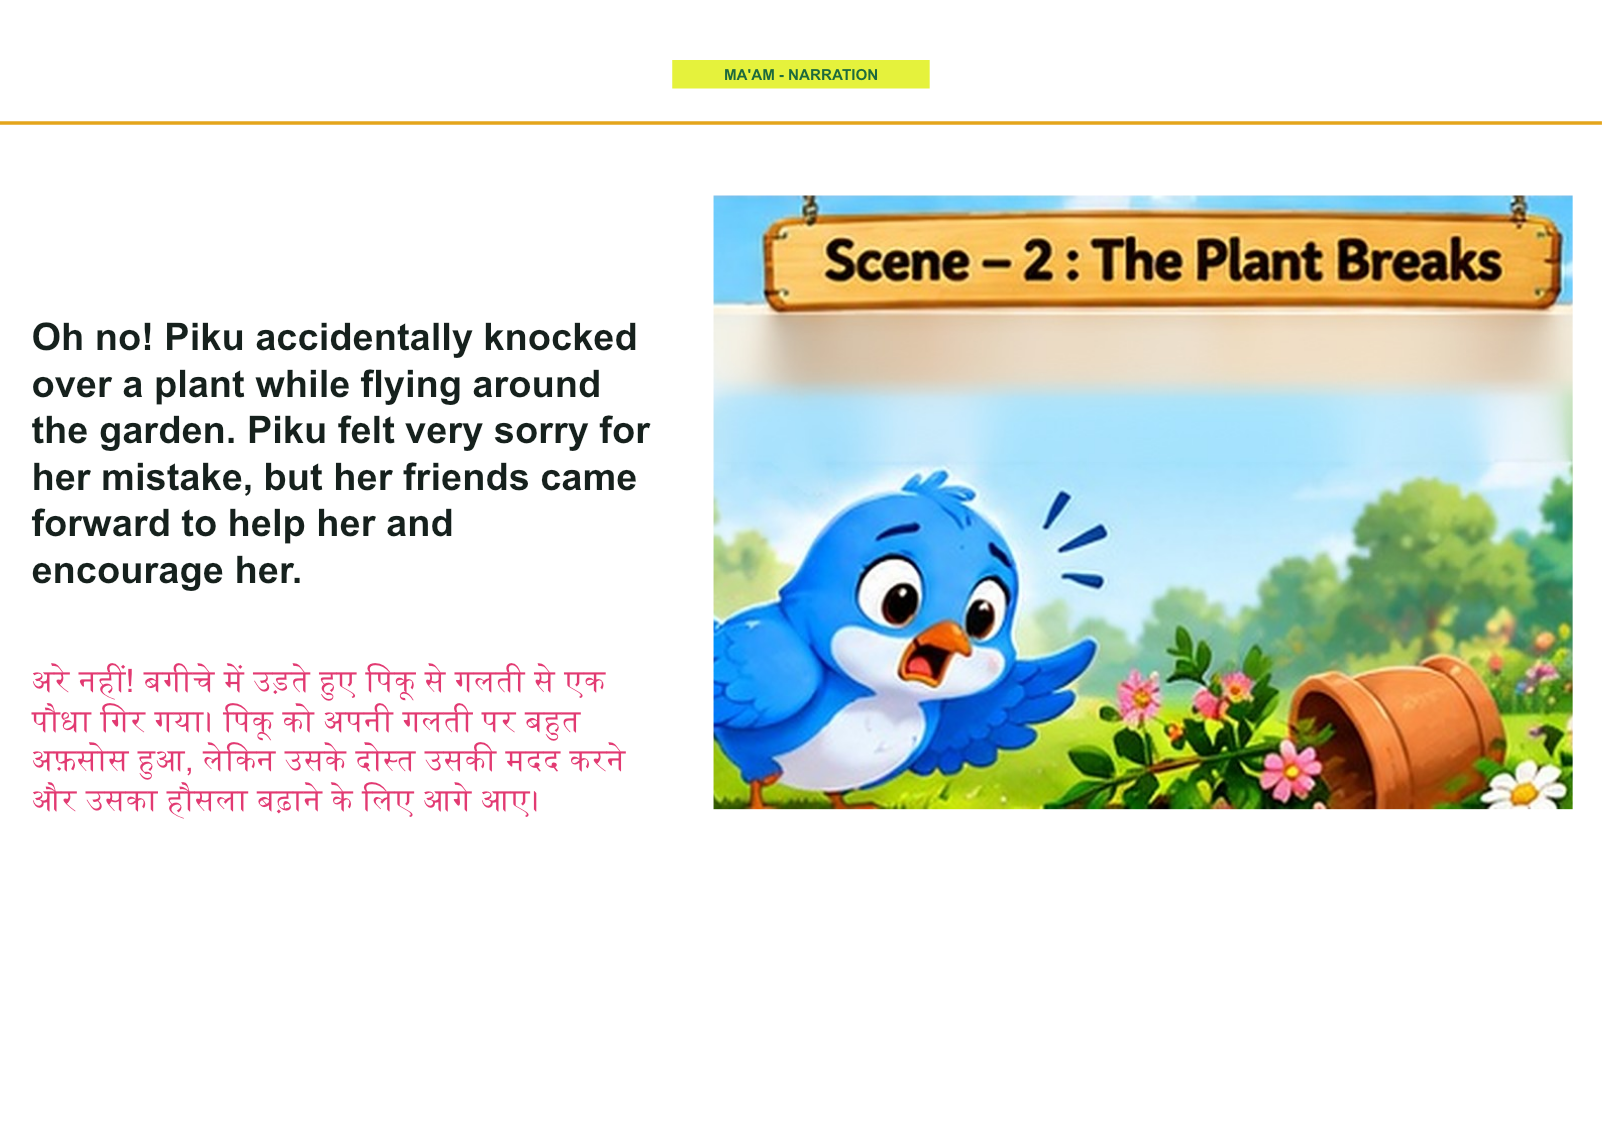 MA'AM - NARRATION
Scene – 2 : The Plant Breaks
Oh no! Piku accidentally knocked
over a plant while flying around
the garden. Piku felt very sorry for
her mistake, but her friends came
forward to help her and
encourage her.
अरे नहीं! बगीचे में उड़ते हुए पिकू से गलती से एक
पौधा गिर गया। पिकू को अपनी गलती पर बहुत
अफ़सोस हुआ, लेकिन उसके दोस्त उसकी मदद करने
और उसका हौसला बढ़ाने के लिए आगे आए।